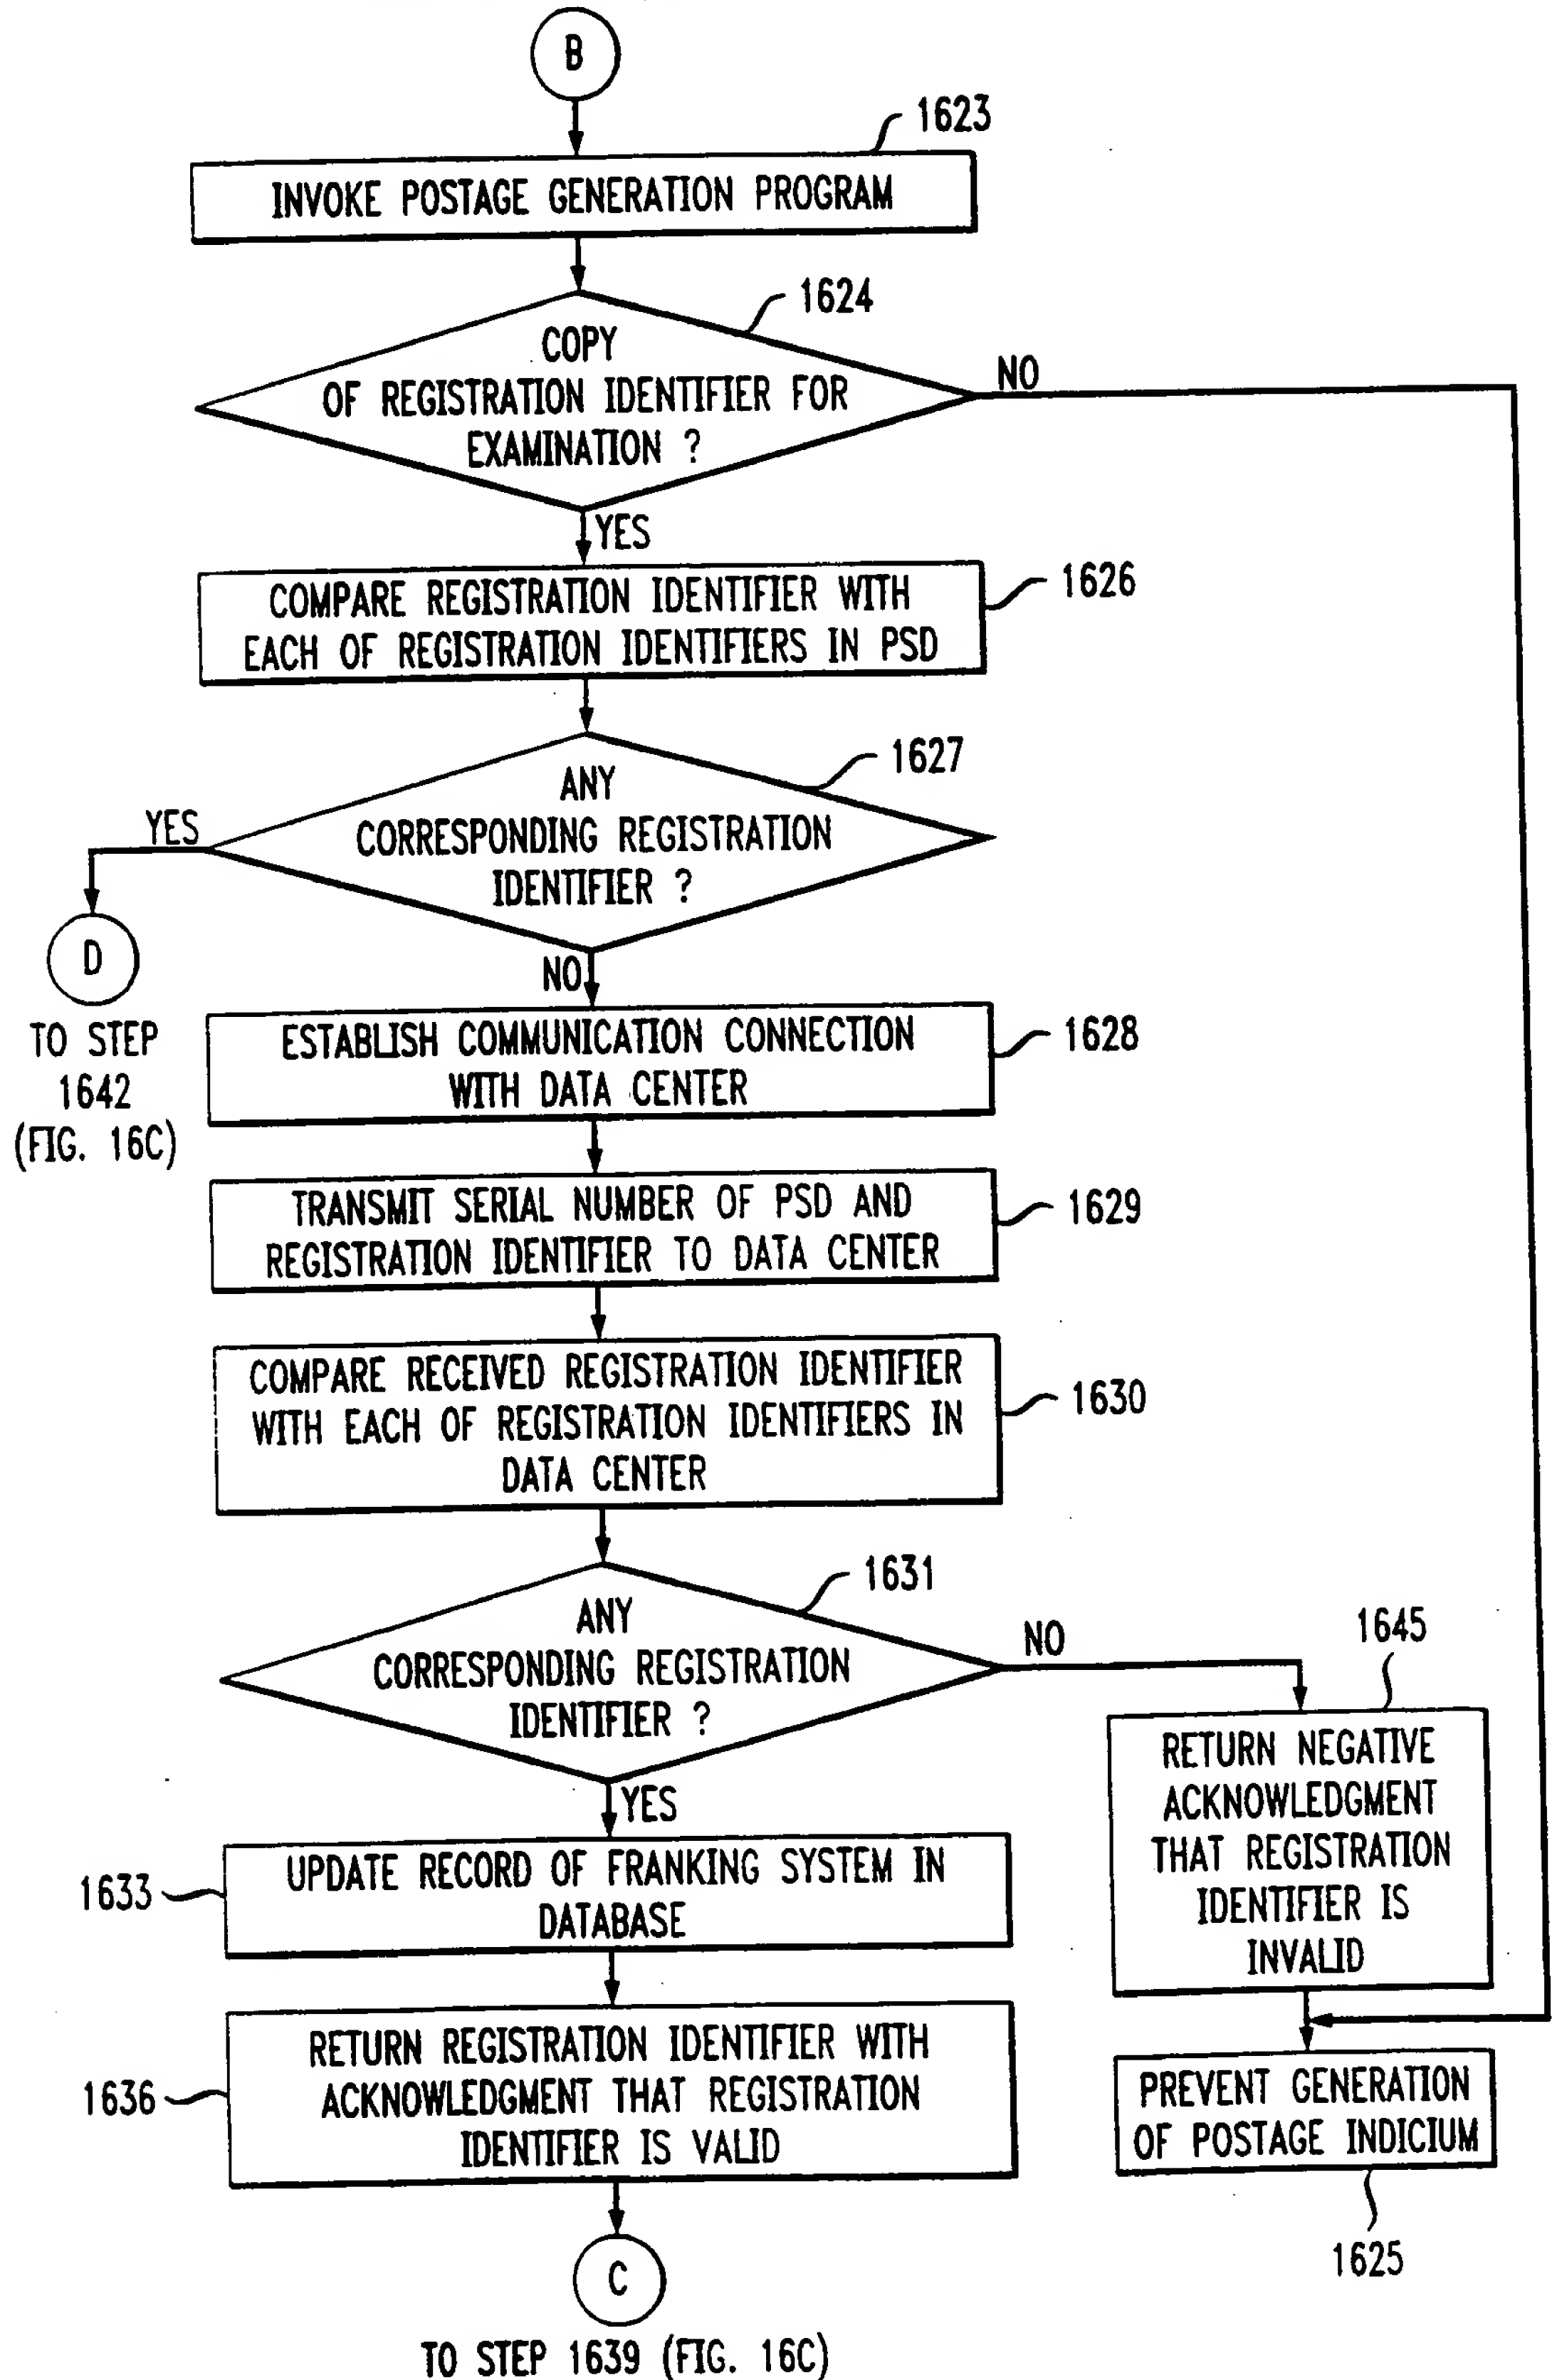 B
1623
INVOKE POSTAGE GENERATION PROGRAM
1624
COPY
OF REGISTRATION IDENTIFIER FOR
EXAMINATION ?
NO
YES
1626
COMPARE REGISTRATION IDENTIFIER WITH
EACH OF REGISTRATION IDENTIFIERS IN PSD
1627
ANY
CORRESPONDING REGISTRATION
IDENTIFIER ?
YES
D
TO STEP
1642
(FIG. 16C)
NO
ESTABLISH COMMUNICATION CONNECTION
WITH DATA CENTER
1628
TRANSMIT SERIAL NUMBER OF PSD AND
REGISTRATION IDENTIFIER TO DATA CENTER
1629
COMPARE RECEIVED REGISTRATION IDENTIFIER
WITH EACH OF REGISTRATION IDENTIFIERS IN
DATA CENTER
1630
1631
ANY
CORRESPONDING REGISTRATION
IDENTIFIER ?
NO
1645
RETURN NEGATIVE
ACKNOWLEDGMENT
THAT REGISTRATION
IDENTIFIER IS
INVALID
YES
1633
UPDATE RECORD OF FRANKING SYSTEM IN
DATABASE
1636
RETURN REGISTRATION IDENTIFIER WITH
ACKNOWLEDGMENT THAT REGISTRATION
IDENTIFIER IS VALID
PREVENT GENERATION
OF POSTAGE INDICIUM
1625
C
TO STEP 1639 (FIG. 16C)